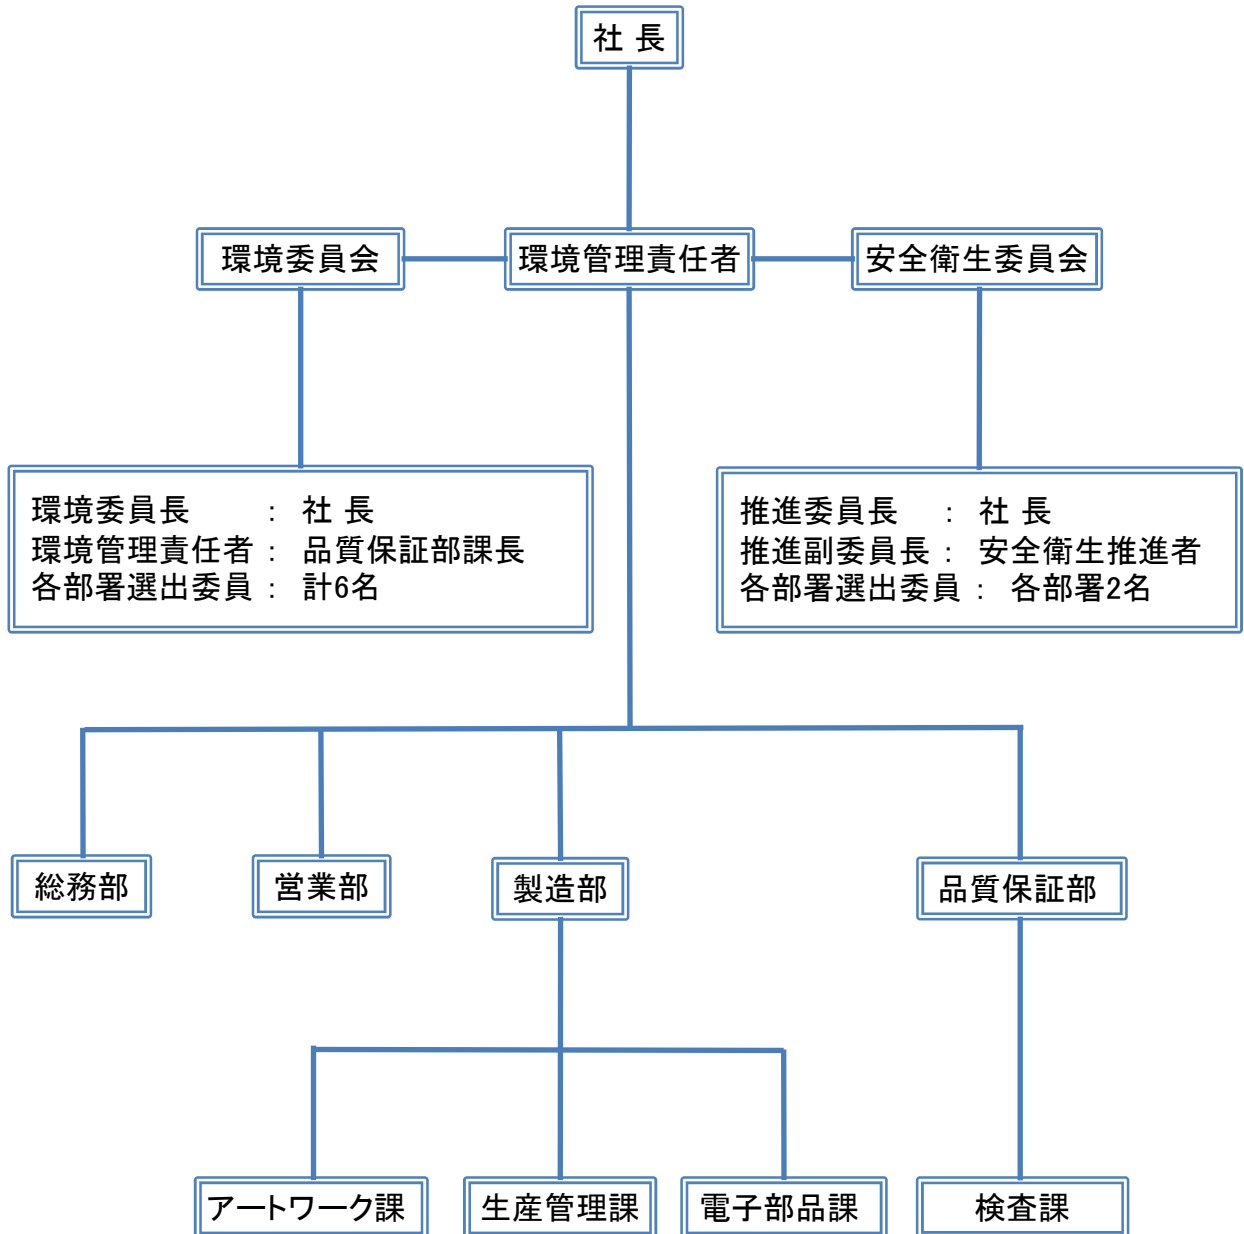 社 長
環境委員会
環境管理責任者
安全衛生委員会
環境委員長 ： 社 長
環境管理責任者 ： 品質保証部課長
各部署選出委員 ： 計6名
推進委員長 ： 社 長
推進副委員長 ： 安全衛生推進者
各部署選出委員 ： 各部署2名
総務部
営業部
製造部
品質保証部
アートワーク課
生産管理課
電子部品課
検査課